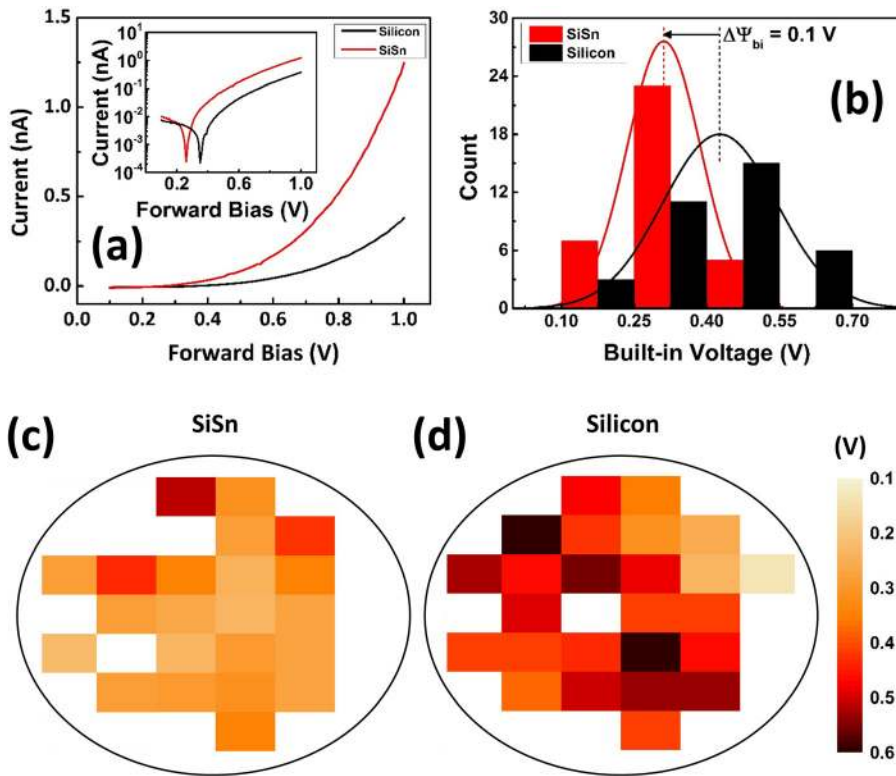 (a)
Current (nA)
1.5
1.0
0.5
0.0
0.0 0.2 0.4 0.6 0.8 1.0
Forward Bias (V)
Silicon
SiSn
Current (nA)
10¹
10⁰
10⁻¹
10⁻²
10⁻³
10⁻⁴
0.2 0.6 1.0
Forward Bias (V)
(b)
SiSn
Silicon
ΔΨbi = 0.1 V
Count
30
24
18
12
6
0
0.10 0.25 0.40 0.55 0.70
Built-in Voltage (V)
(c)
SiSn
(d)
Silicon
(V)
0.1
0.2
0.3
0.4
0.5
0.6